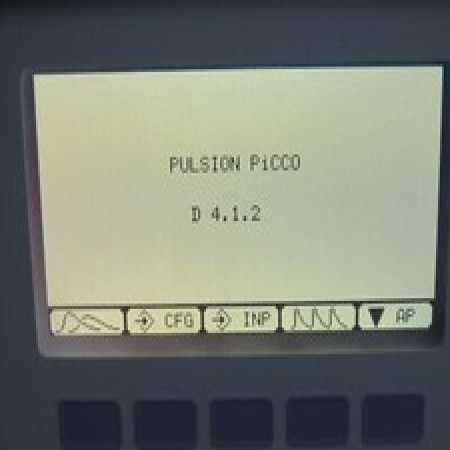 PULSION PiCCO
D 4.1.2
CFG INP AP